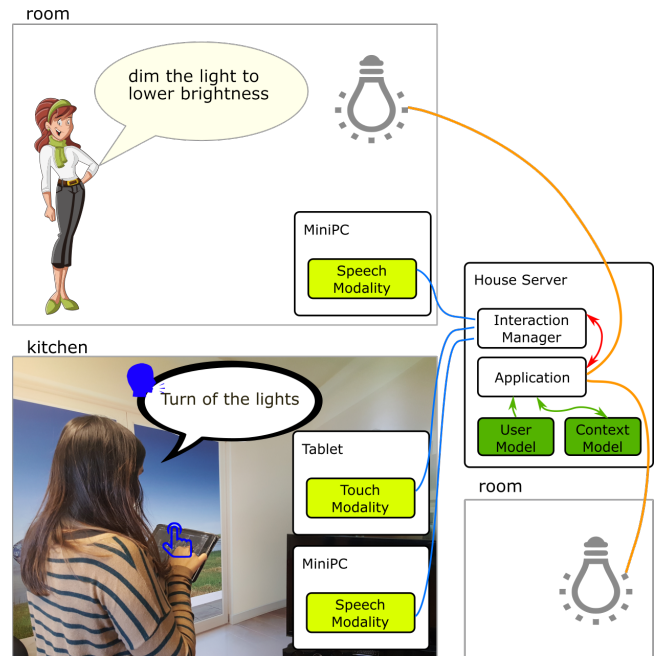 room
dim the light to
lower brightness
MiniPC
Speech
Modality
House Server
Interaction
Manager
Application
User
Model
Context
Model
kitchen
Turn of the lights
Tablet
Touch
Modality
MiniPC
Speech
Modality
room